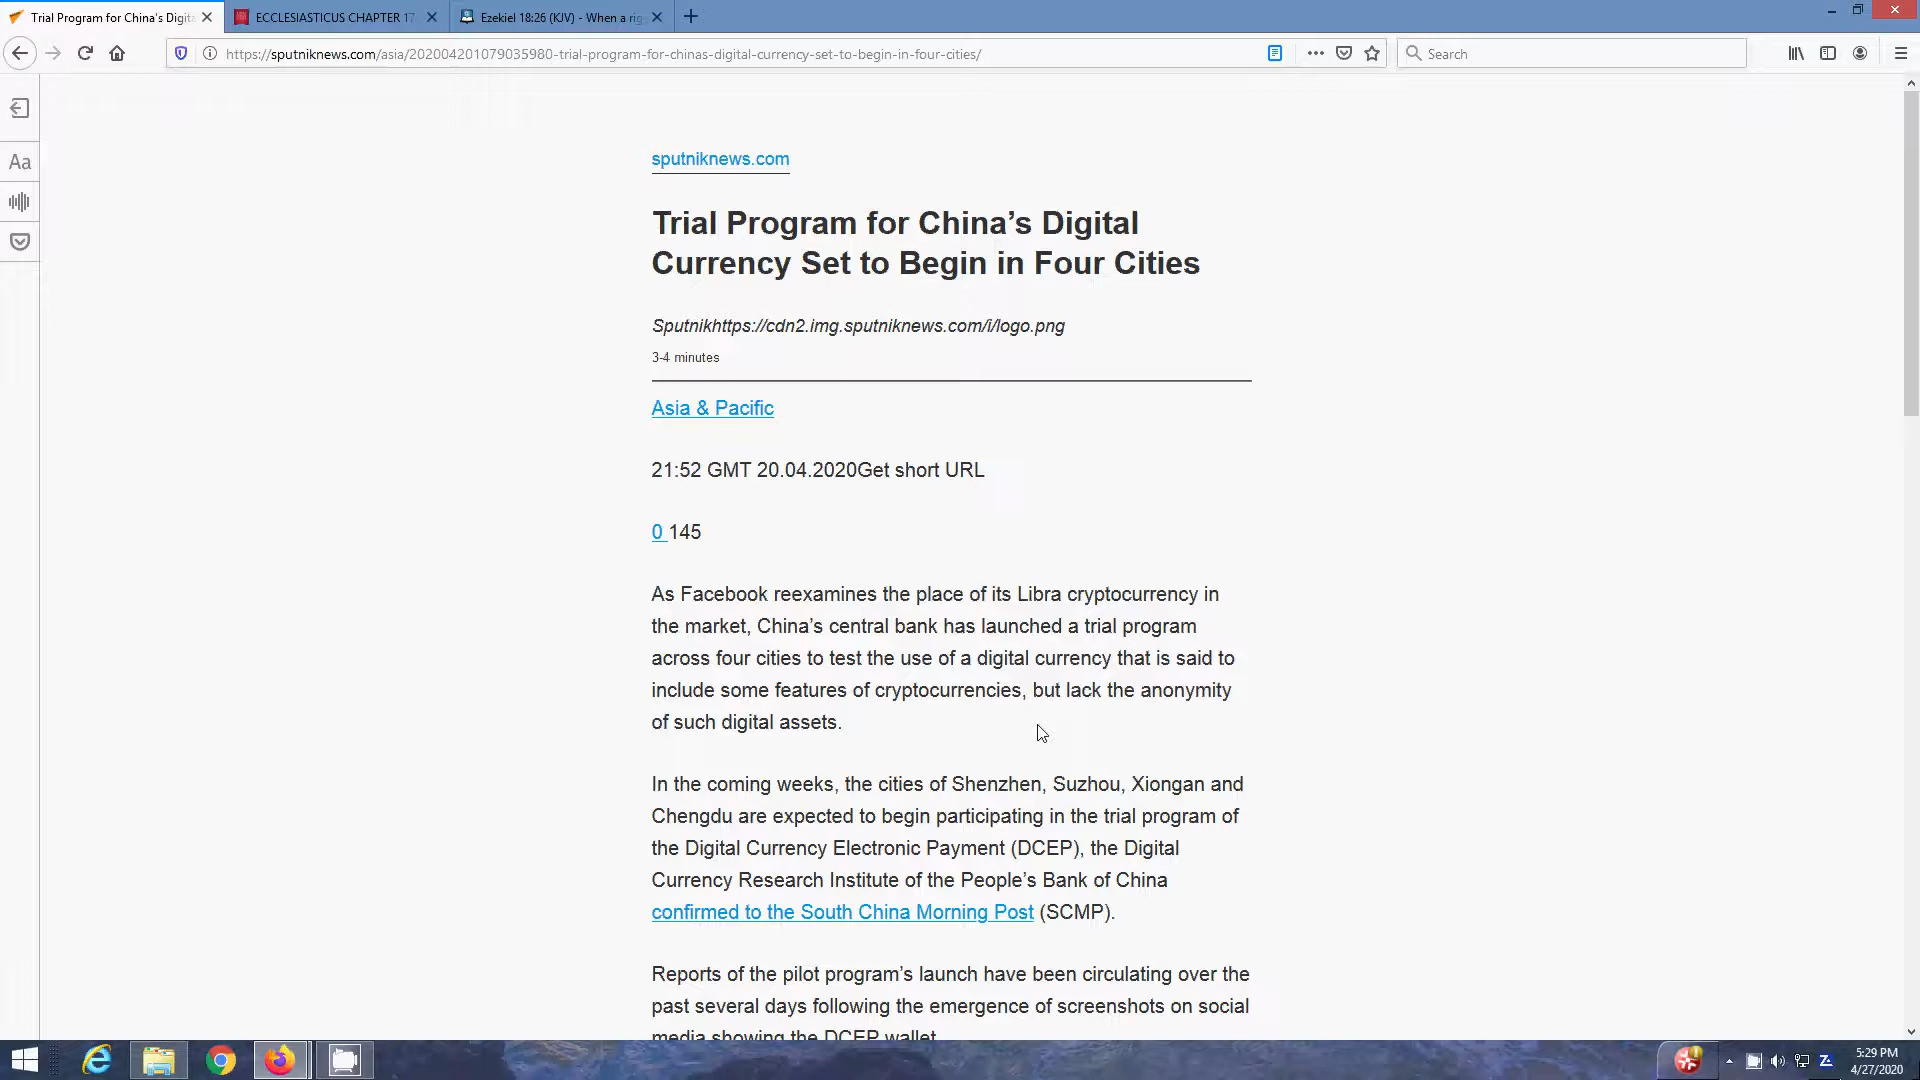 Trial Program for China's Digita
ECCLESIASTICUS CHAPTER 17
Ezekiel 18:26 (KJV) - When a rig
https://sputniknews.com/asia/202004201079035980-trial-program-for-chinas-digital-currency-set-to-begin-in-four-cities/
Search
Aa
sputniknews.com
Trial Program for China’s Digital
Currency Set to Begin in Four Cities
Sputnikhttps://cdn2.img.sputniknews.com/i/logo.png
3-4 minutes
Asia & Pacific
21:52 GMT 20.04.2020Get short URL
0 145
As Facebook reexamines the place of its Libra cryptocurrency in
the market, China’s central bank has launched a trial program
across four cities to test the use of a digital currency that is said to
include some features of cryptocurrencies, but lack the anonymity
of such digital assets.
In the coming weeks, the cities of Shenzhen, Suzhou, Xiongan and
Chengdu are expected to begin participating in the trial program of
the Digital Currency Electronic Payment (DCEP), the Digital
Currency Research Institute of the People’s Bank of China
confirmed to the South China Morning Post (SCMP).
Reports of the pilot program’s launch have been circulating over the
past several days following the emergence of screenshots on social
media showing the DCEP wallet
5:29 PM
4/27/2020